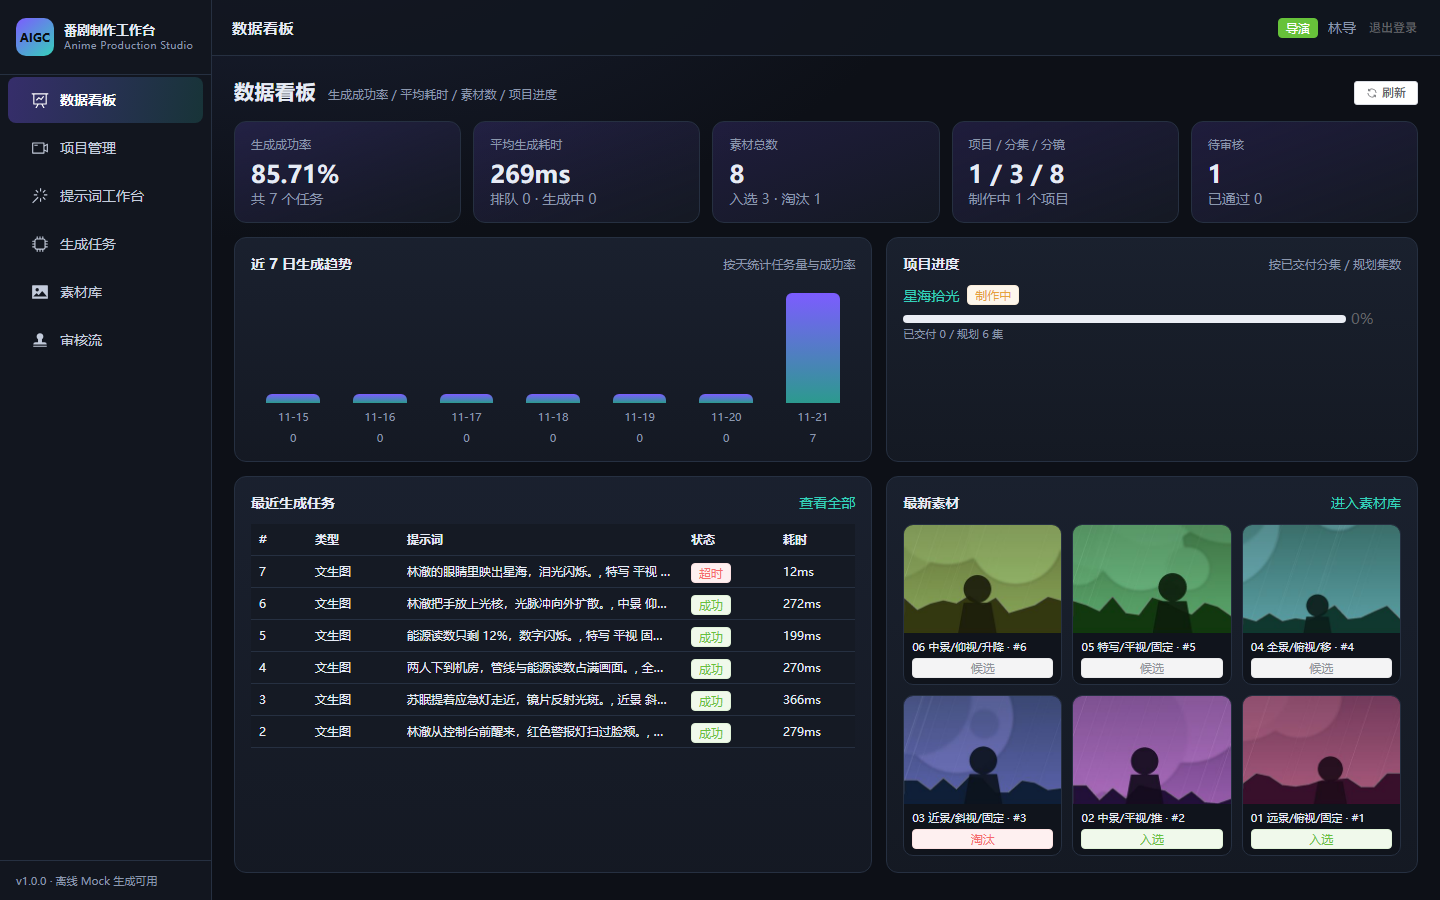 AIGC
番剧制作工作台
Anime Production Studio
数据看板
项目管理
提示词工作台
生成任务
素材库
审核流
v1.0.0 · 离线 Mock 生成可用
数据看板
导演 林导 退出登录
数据看板 生成成功率 / 平均耗时 / 素材数 / 项目进度
刷新
生成成功率
85.71%
共 7 个任务
平均生成耗时
269ms
排队 0 · 生成中 0
素材总数
8
入选 3 · 淘汰 1
项目 / 分集 / 分镜
1 / 3 / 8
制作中 1 个项目
待审核
1
已通过 0
近 7 日生成趋势 按天统计任务量与成功率
11-15 11-16 11-17 11-18 11-19 11-20 11-21
0 0 0 0 0 0 7
项目进度 按已交付分集 / 规划集数
星海拾光 制作中
0%
已交付 0 / 规划 6 集
最近生成任务 查看全部
# 类型 提示词 状态 耗时
7 文生图 林澈的眼睛里映出星海，泪光闪烁。, 特写 平视 ... 超时 12ms
6 文生图 林澈把手放上光核，光脉冲向外扩散。, 中景 仰... 成功 272ms
5 文生图 能源读数只剩 12%，数字闪烁。, 特写 平视 固... 成功 199ms
4 文生图 两人下到机房，管线与能源读数占满画面。, 全... 成功 270ms
3 文生图 苏眠提着应急灯走近，镜片反射光斑。, 近景 斜... 成功 366ms
2 文生图 林澈从控制台前醒来，红色警报灯扫过脸颊。, ... 成功 279ms
最新素材 进入素材库
06 中景/仰视/升降 · #6
候选
05 特写/平视/固定 · #5
候选
04 全景/俯视/移 · #4
候选
03 近景/斜视/固定 · #3
淘汰
02 中景/平视/推 · #2
入选
01 远景/俯视/固定 · #1
入选